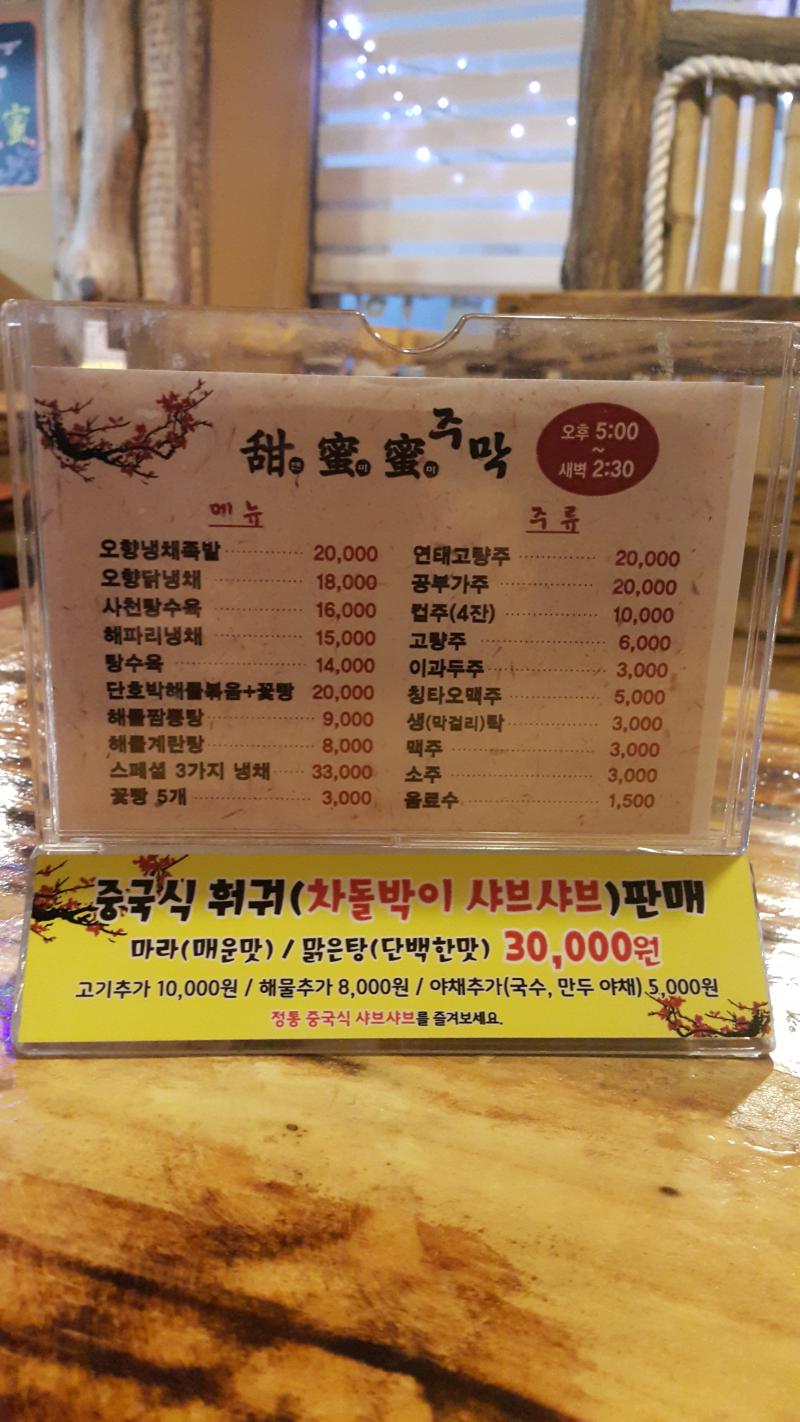 蜜
甜첨 蜜미 蜜미 주막
오후 5:00
~
새벽 2:30
메뉴
오향냉채족발 20,000
오향닭냉채 18,000
사천탕수육 16,000
해파리냉채 15,000
탕수육 14,000
단호박해물볶음+꽃빵 20,000
해물짬뽕탕 9,000
해물계란탕 8,000
스페셜 3가지 냉채 33,000
꽃빵 5개 3,000
주류
연태고량주 20,000
공부가주 20,000
컵주(4잔) 10,000
고량주 6,000
이과두주 3,000
칭타오맥주 5,000
생(막걸리)탁 3,000
맥주 3,000
소주 3,000
음료수 1,500
중국식 훠궈(차돌박이 샤브샤브)판매
마라(매운맛) / 맑은탕(단백한맛) 30,000원
고기추가 10,000원 / 해물추가 8,000원 / 야채추가(국수, 만두 야채) 5,000원
정통 중국식 샤브샤브를 즐겨보세요.